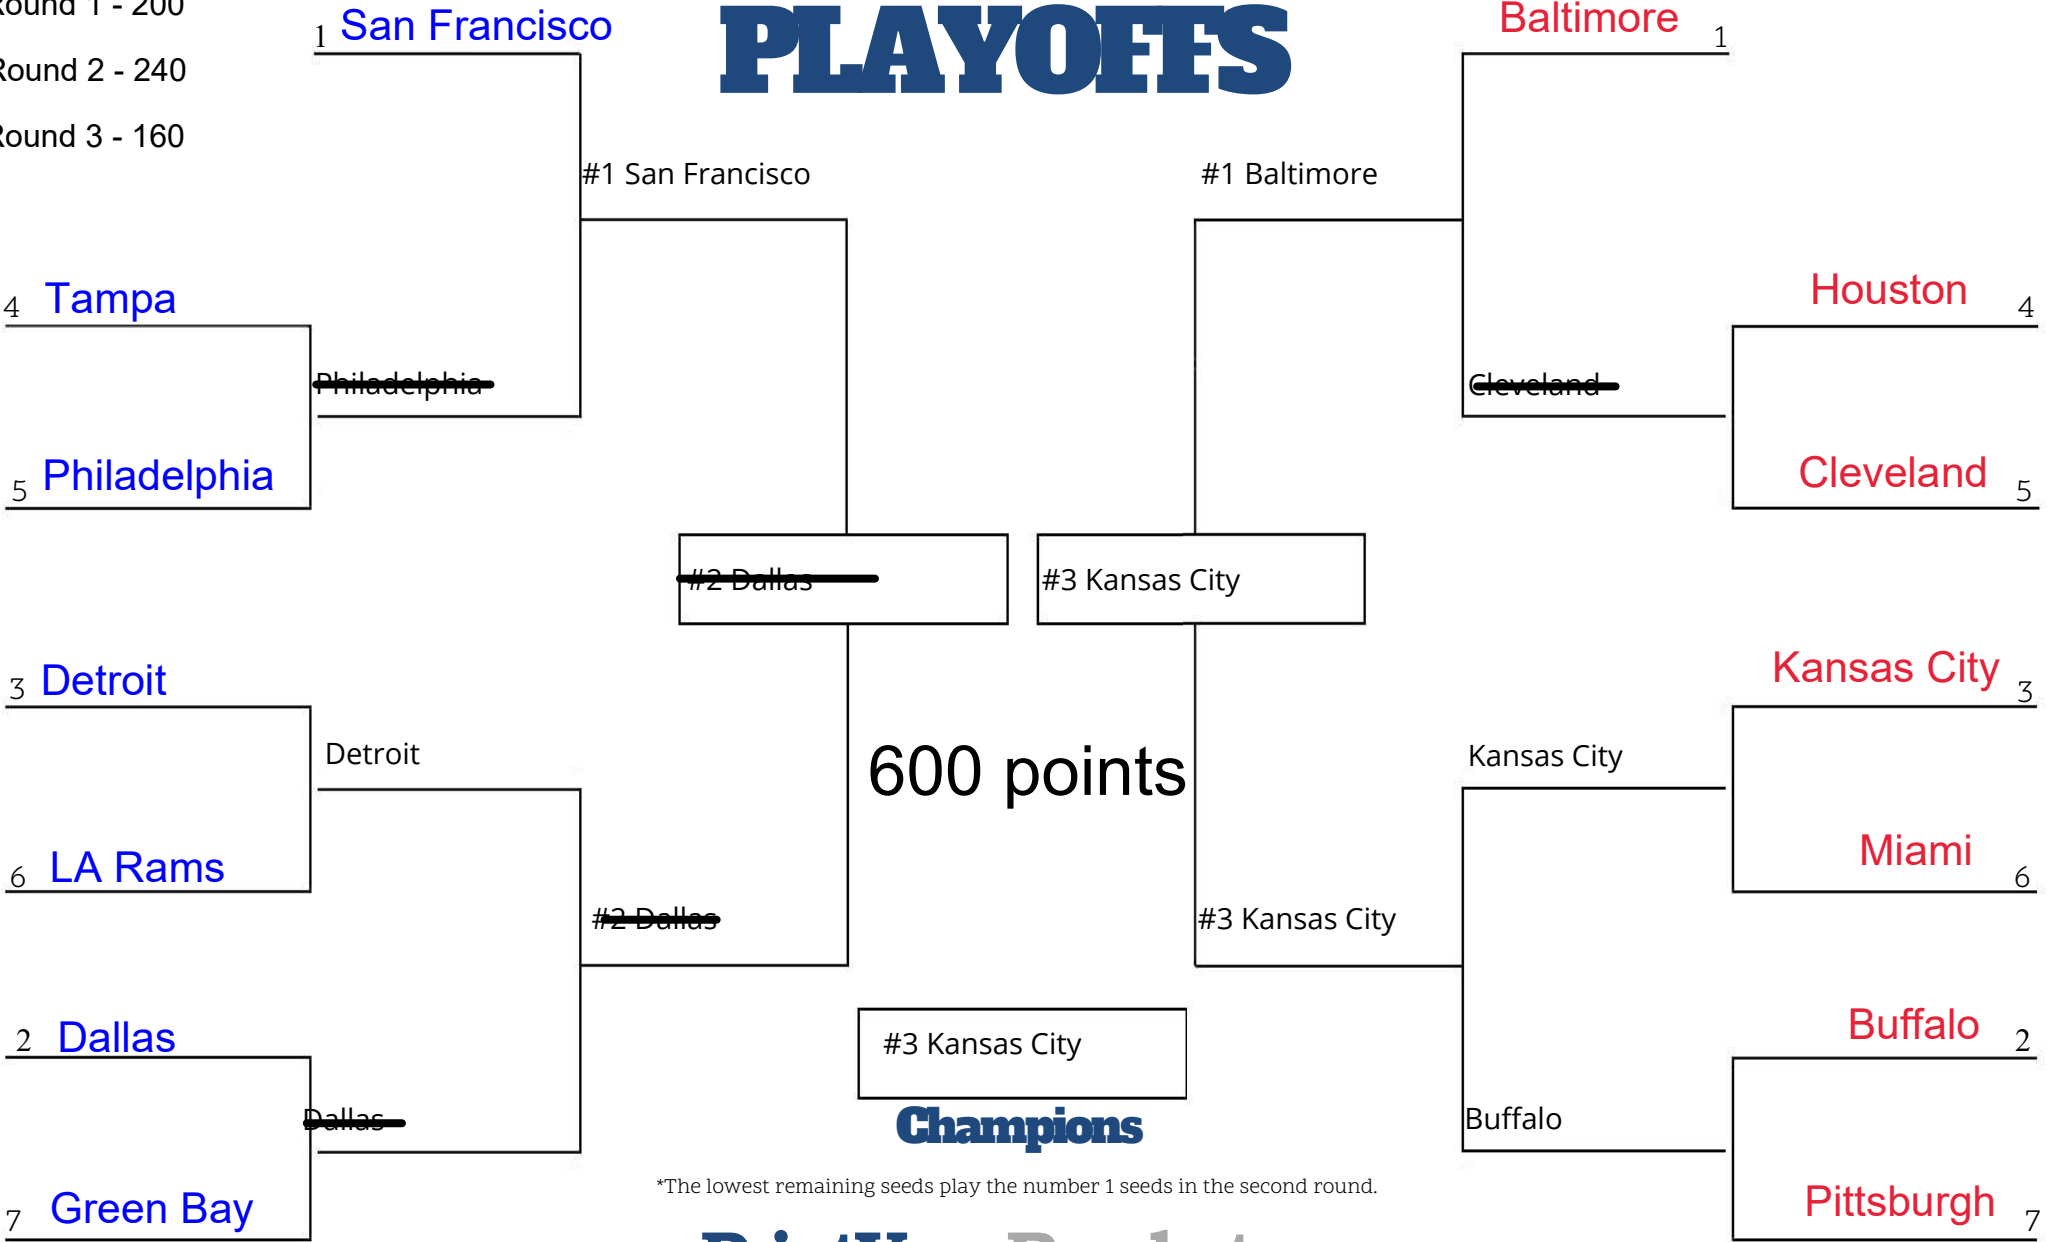 Round 1 - 200
Round 2 - 240
Round 3 - 160
PLAYOFFS
1 San Francisco
Baltimore 1
#1 San Francisco
#1 Baltimore
4 Tampa
Houston 4
Philadelphia
Cleveland
5 Philadelphia
Cleveland 5
#2 Dallas
#3 Kansas City
3 Detroit
Kansas City 3
Detroit
Kansas City
600 points
6 LA Rams
Miami 6
#2 Dallas
#3 Kansas City
2 Dallas
Buffalo 2
#3 Kansas City
Dallas
Buffalo
Champions
7 Green Bay
Pittsburgh 7
*The lowest remaining seeds play the number 1 seeds in the second round.